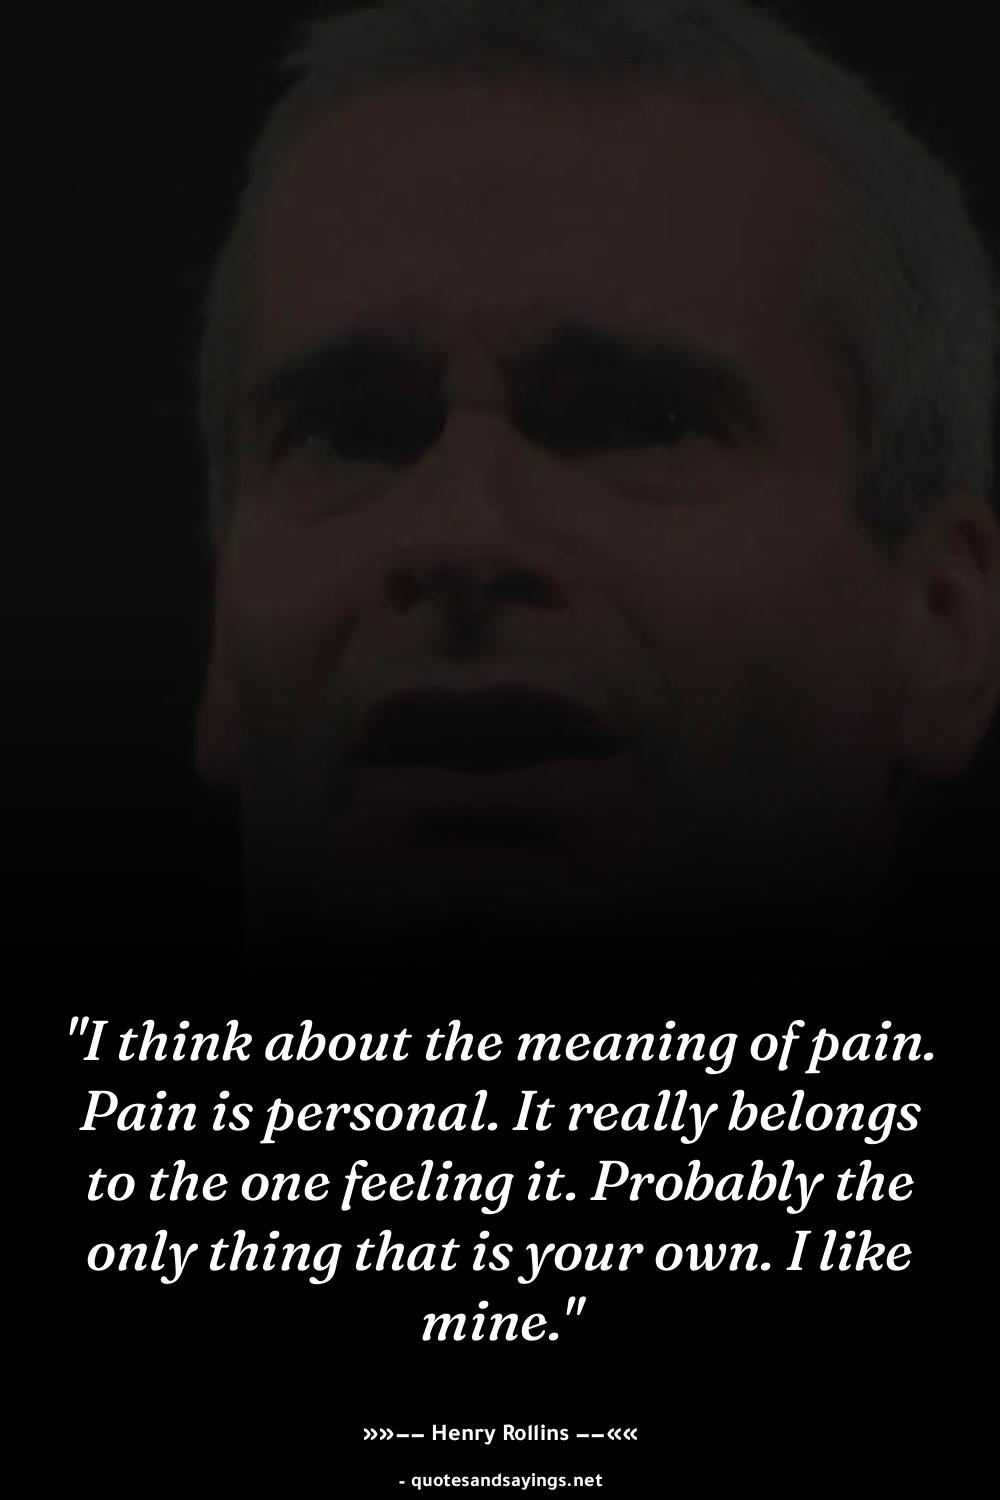 "I think about the meaning of pain.
Pain is personal. It really belongs
to the one feeling it. Probably the
only thing that is your own. I like
mine."
»»—— Henry Rollins ——««
- quotesandsayings.net